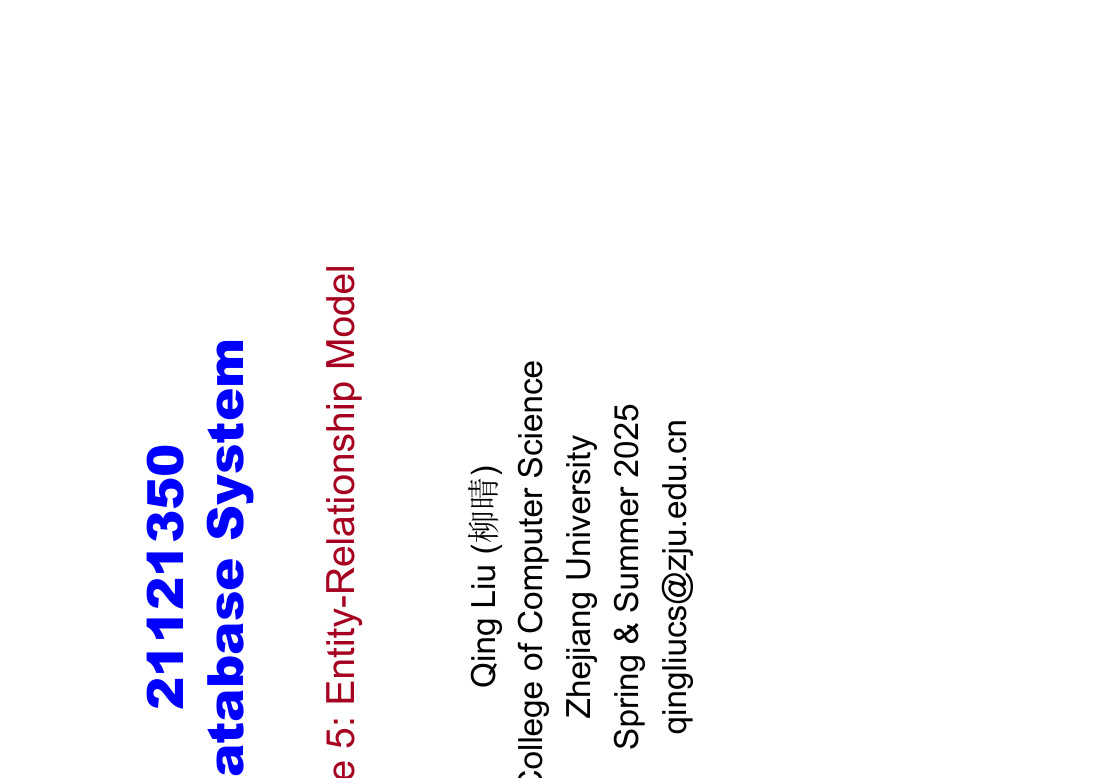 21121350
atabase System
e 5: Entity-Relationship Model
Qing Liu (柳晴)
College of Computer Science
Zhejiang University
Spring & Summer 2025
qingliucs@zju.edu.cn